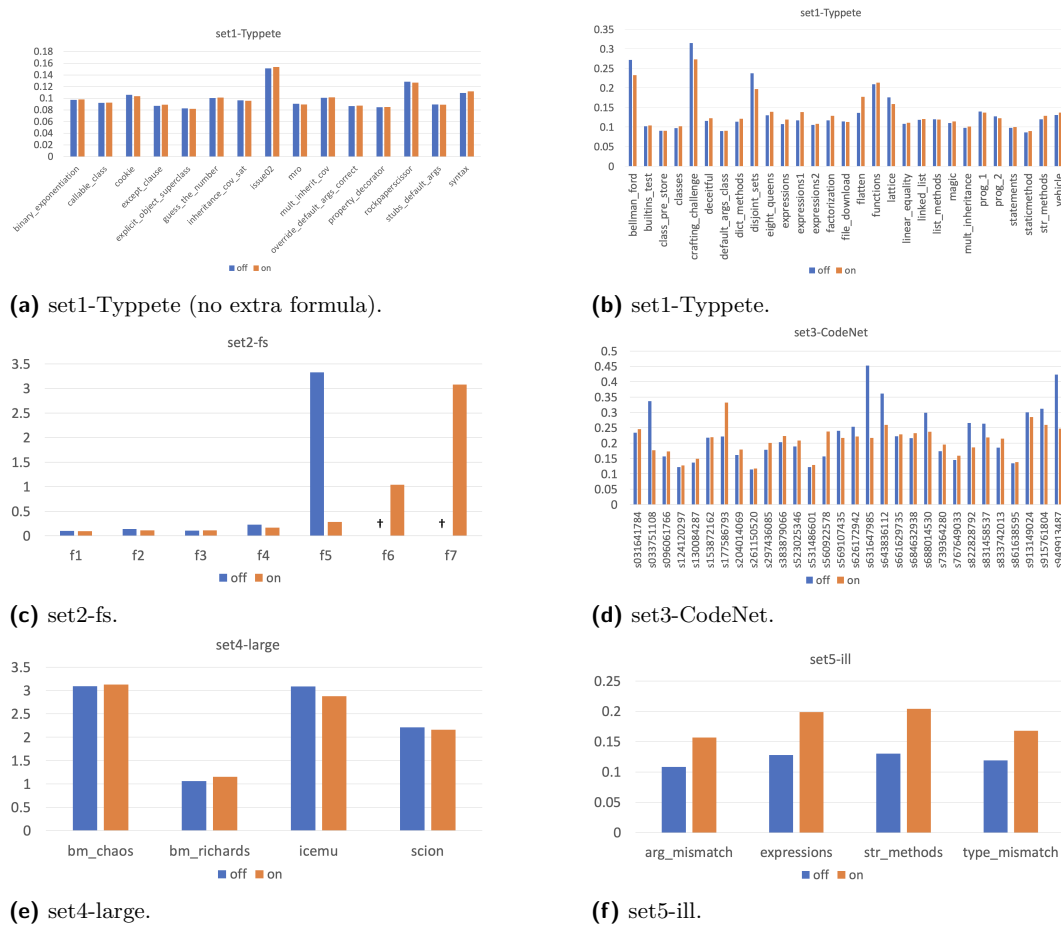 set1-Typpete
0.18
0.16
0.14
0.12
0.1
0.08
0.06
0.04
0.02
0
binary_exponentiation
callable_class
cookie
except_clause
explicit_object_superclass
guess_the_number
inheritance_cov_sat
issue02
mro
mult_inherit_cov
override_default_args_correct
property_decorator
rockpaperscissor
stubs_default_args
syntax
off on
(a) set1-Typpete (no extra formula).
set1-Typpete
0.35
0.3
0.25
0.2
0.15
0.1
0.05
0
bellman_ford
builtins_test
class_pre_store
classes
crafting_challenge
deceitful
default_args_class
dict_methods
disjoint_sets
eight_queens
expressions
expressions1
expressions2
factorization
file_download
flatten
functions
lattice
linear_equality
linked_list
list_methods
magic
mult_inheritance
prog_1
prog_2
statements
staticmethod
str_methods
vehicle
off on
(b) set1-Typpete.
set2-fs
3.5
3
2.5
2
1.5
1
0.5
0
† †
f1 f2 f3 f4 f5 f6 f7
off on
(c) set2-fs.
set3-CodeNet
0.5
0.45
0.4
0.35
0.3
0.25
0.2
0.15
0.1
0.05
0
s031641784
s033751108
s096061766
s124120297
s130084287
s153872162
s177586793
s204014069
s261150520
s297430085
s383879066
s523025346
s531486601
s560922578
s569107435
s626172942
s631647985
s643836112
s661629735
s684632938
s688014530
s739364280
s767649033
s822828792
s831458537
s833742013
s861638595
s913149024
s915761804
s949913487
off on
(d) set3-CodeNet.
set4-large
3.5
3
2.5
2
1.5
1
0.5
0
bm_chaos bm_richards icemu scion
off on
(e) set4-large.
set5-ill
0.25
0.2
0.15
0.1
0.05
0
arg_mismatch expressions str_methods type_mismatch
off on
(f) set5-ill.